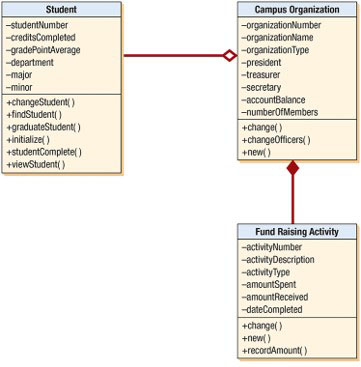 Student
–studentNumber
–creditsCompleted
–gradePointAverage
–department
–major
–minor
+changeStudent( )
+findStudent( )
+graduateStudent( )
+initialize( )
+studentComplete( )
+viewStudent( )
Campus Organization
–organizationNumber
–organizationName
–organizationType
–president
–treasurer
–secretary
–accountBalance
–numberOfMembers
+change( )
+changeOfficers( )
+new( )
Fund Raising Activity
–activityNumber
–activityDescription
–activityType
–amountSpent
–amountReceived
–dateCompleted
+change( )
+new( )
+recordAmount( )